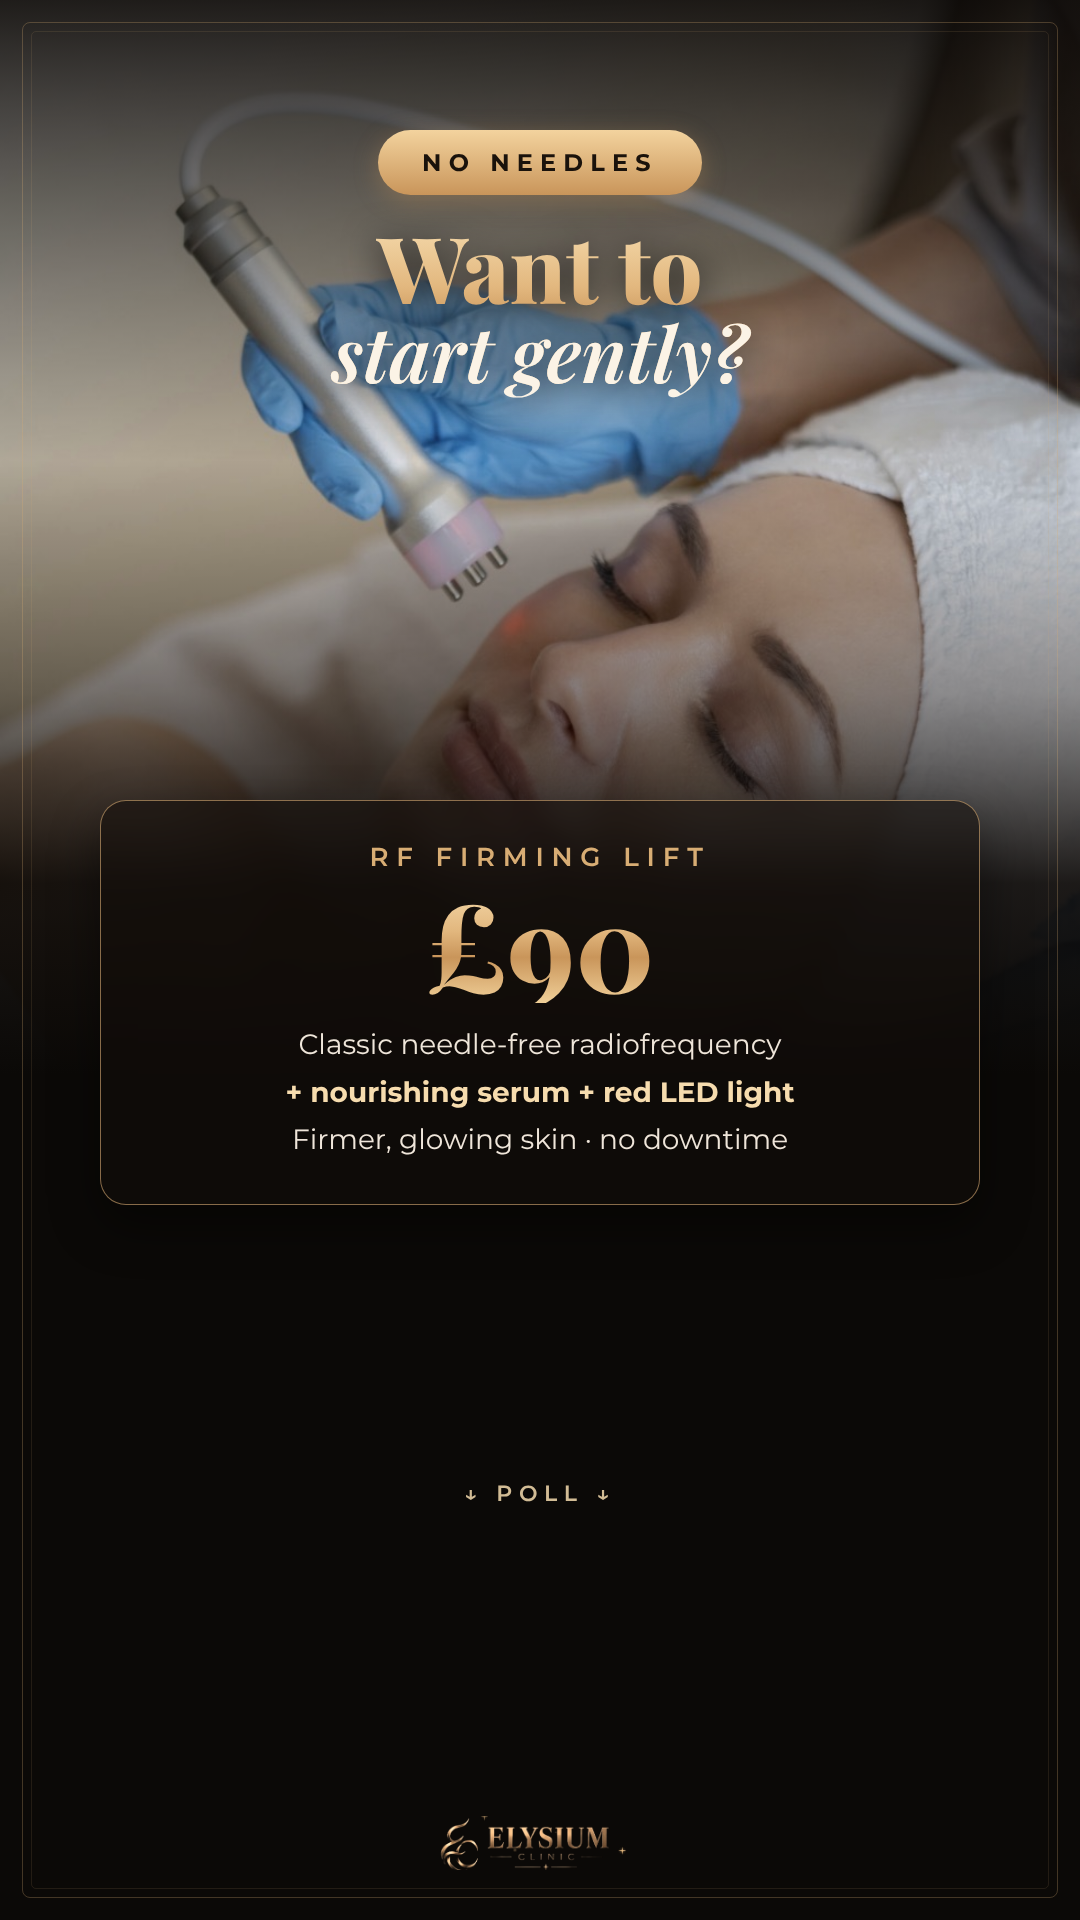 NO NEEDLES
Want to
start gently?
RF FIRMING LIFT
£90
Classic needle-free radiofrequency
+ nourishing serum + red LED light
Firmer, glowing skin · no downtime
↓ POLL ↓
ELYSIUM
CLINIC